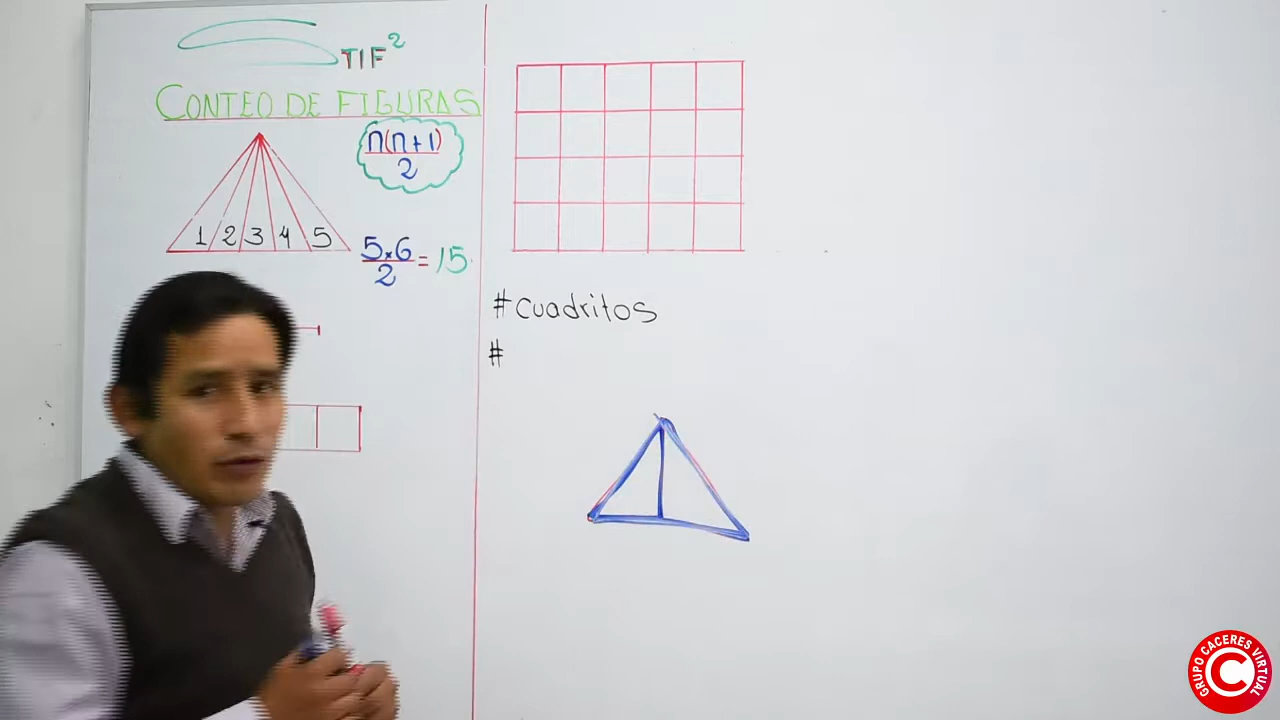 TIF²
CONTEO DE FIGURAS
n(n+1)
2
1 2 3 4 5
5×6
2
= 15
#cuadritos
#
GRUPO CACERES VIRTUAL
C